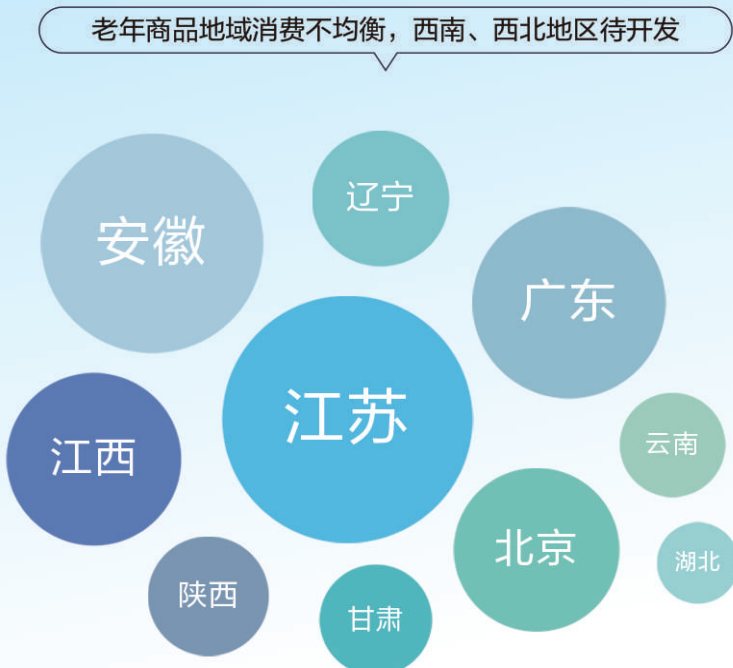 老年商品地域消费不均衡，西南、西北地区待开发
辽宁
安徽
广东
江苏
云南
江西
北京
湖北
陕西
甘肃